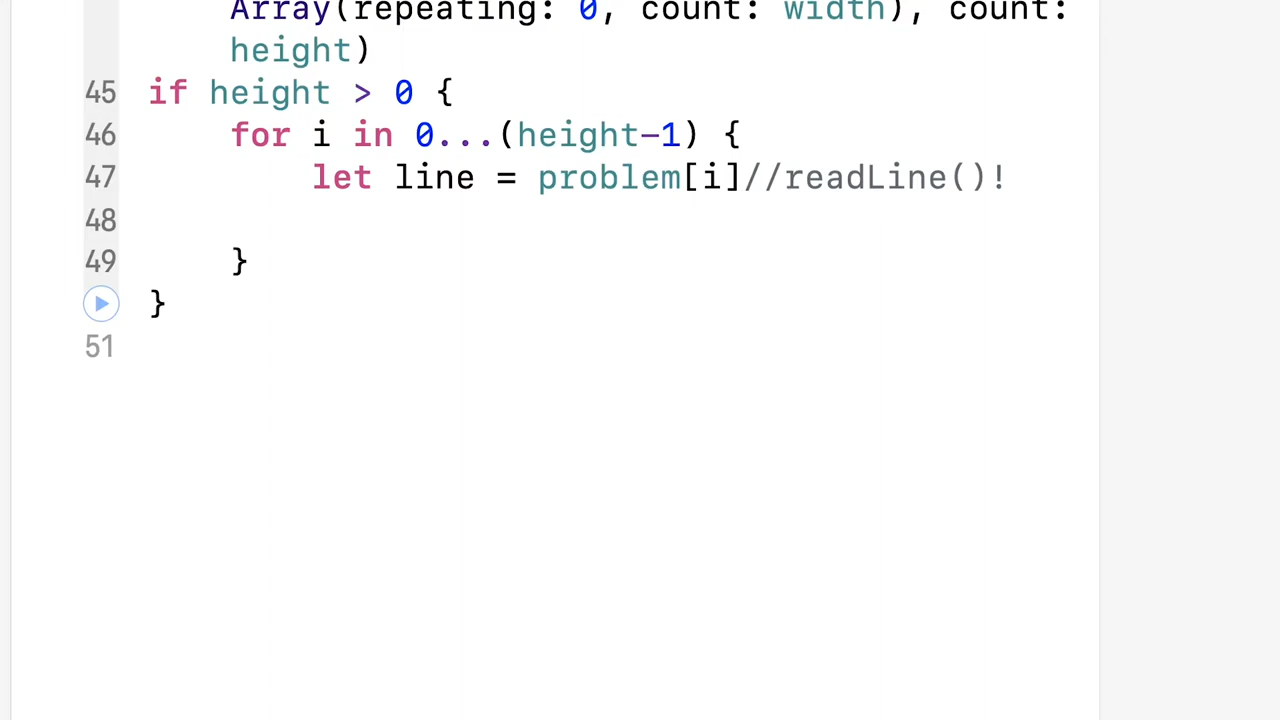 Array(repeating: 0, count: width), count:
height)
45 if height > 0 {
46 for i in 0...(height-1) {
47 let line = problem[i]//readLine()!
48
49 }
}
51